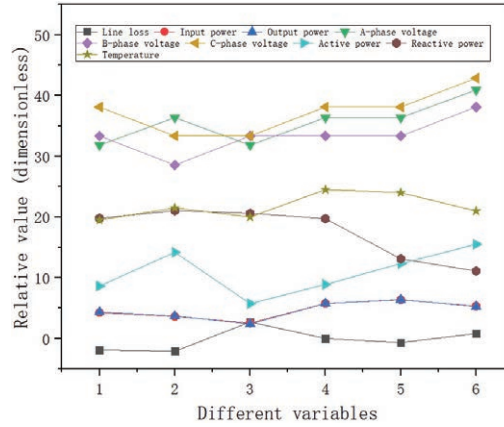 Line loss Input power Output power A-phase voltage
B-phase voltage C-phase voltage Active power Reactive power
Temperature
50
40
30
20
10
0
Relative value (dimensionless)
1 2 3 4 5 6
Different variables